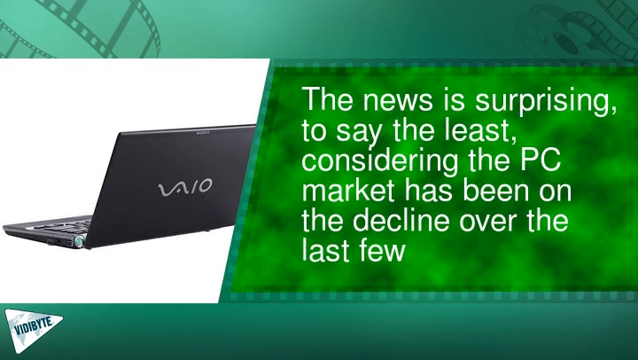 SONY
VAIO
The news is surprising,
to say the least,
considering the PC
market has been on
the decline over the
last few
VIDIBYTE